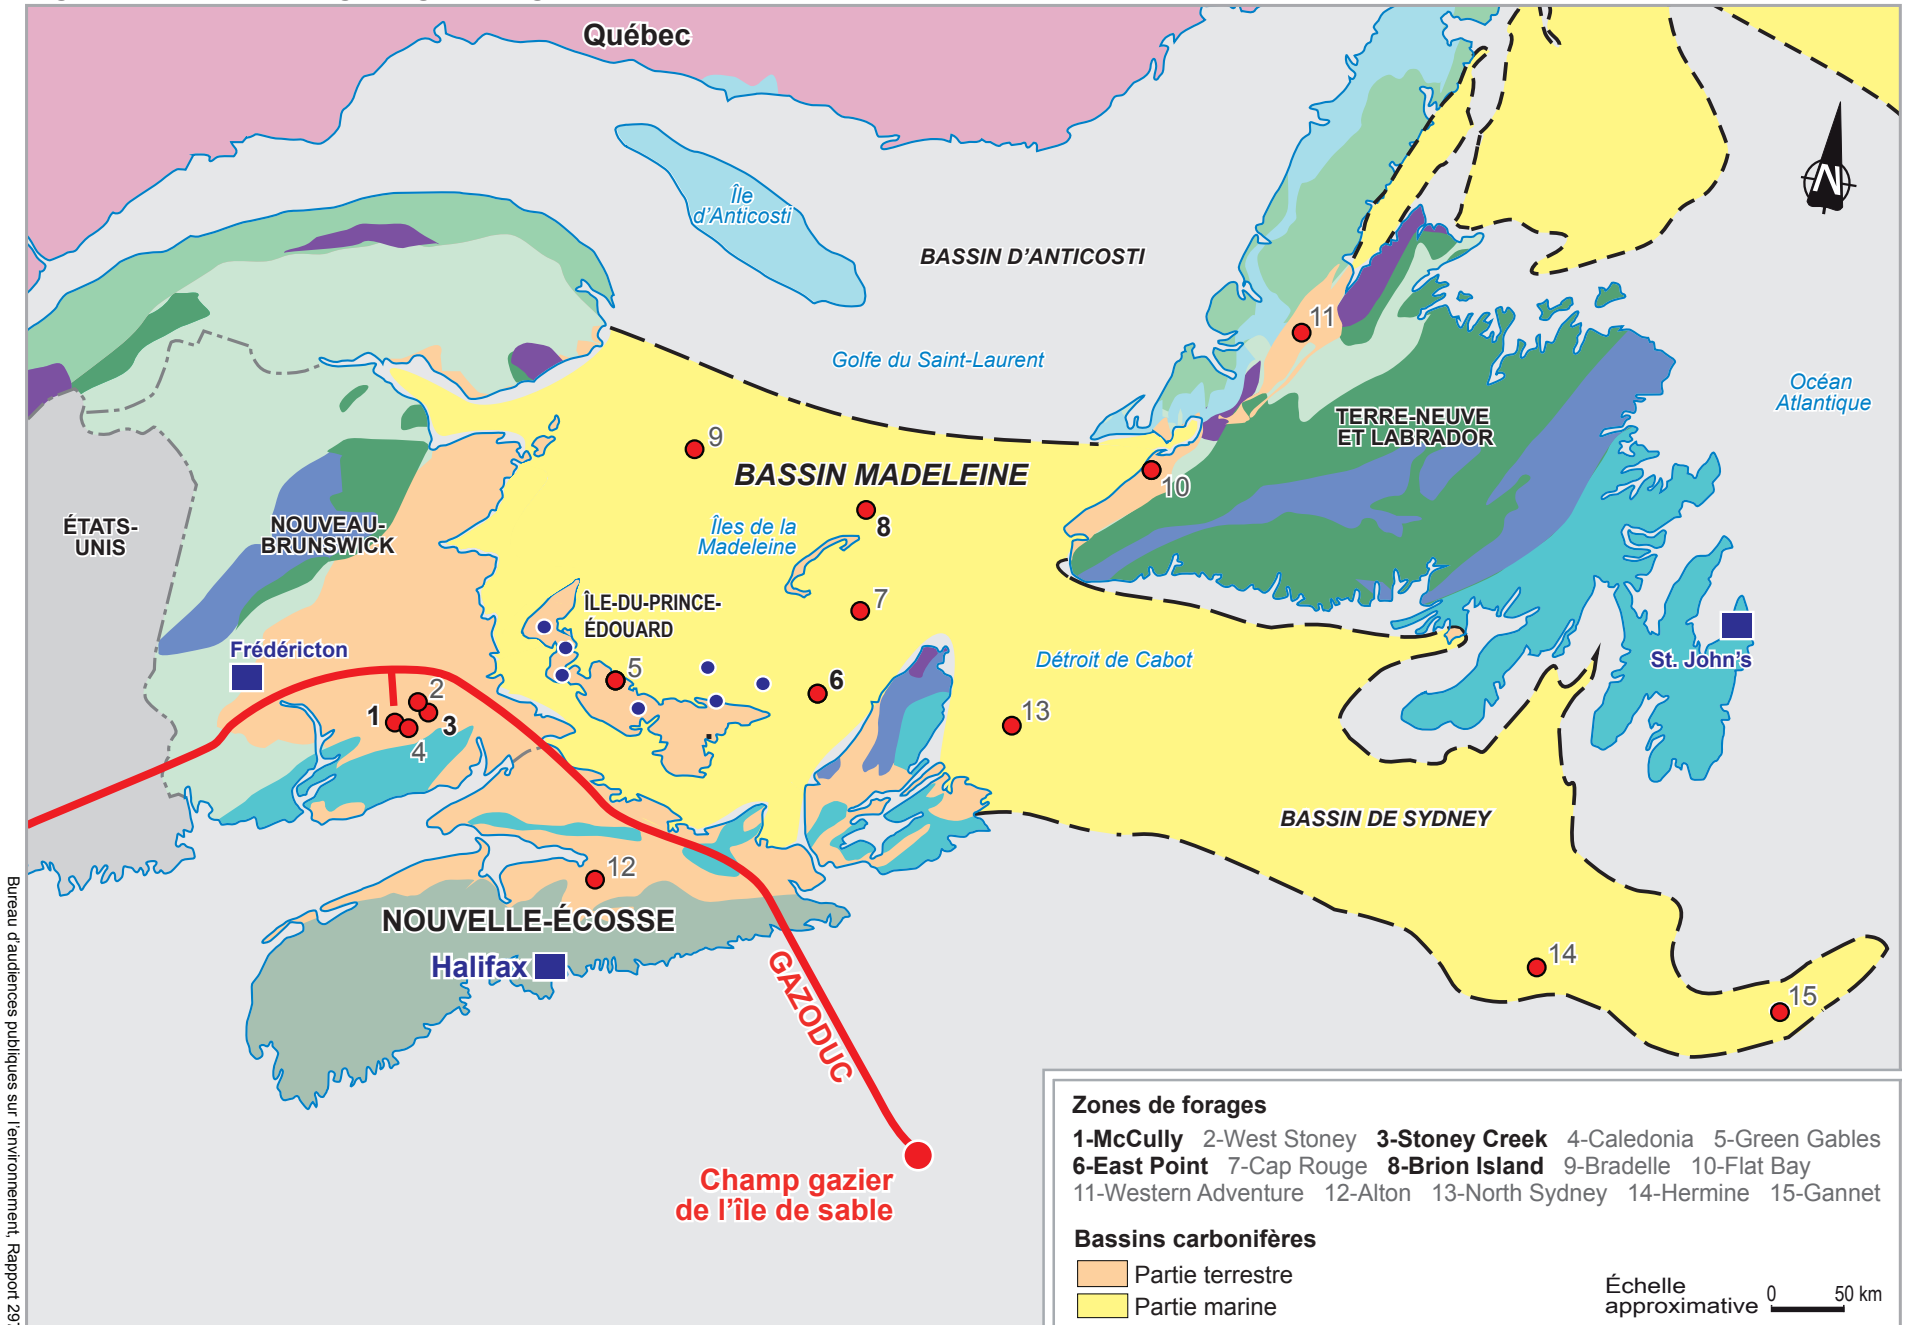 Québec
Île
d'Anticosti
BASSIN D'ANTICOSTI
N
Golfe du Saint-Laurent
11
Océan
Atlantique
TERRE-NEUVE
ET LABRADOR
9
BASSIN MADELEINE
10
8
Îles de la
Madeleine
ÉTATS-
UNIS
NOUVEAU-
BRUNSWICK
7
ÎLE-DU-PRINCE-
ÉDOUARD
Frédéricton
5
6
Détroit de Cabot
St. John's
2
1
3
4
13
BASSIN DE SYDNEY
12
NOUVELLE-ÉCOSSE
Halifax
GAZODUC
14
15
Champ gazier
de l'île de sable
Zones de forages
1-McCully 2-West Stoney 3-Stoney Creek 4-Caledonia 5-Green Gables
6-East Point 7-Cap Rouge 8-Brion Island 9-Bradelle 10-Flat Bay
11-Western Adventure 12-Alton 13-North Sydney 14-Hermine 15-Gannet
Bassins carbonifères
Partie terrestre
Partie marine
Échelle
approximative 0 50 km
Bureau d'audiences publiques sur l'environnement, Rapport 297